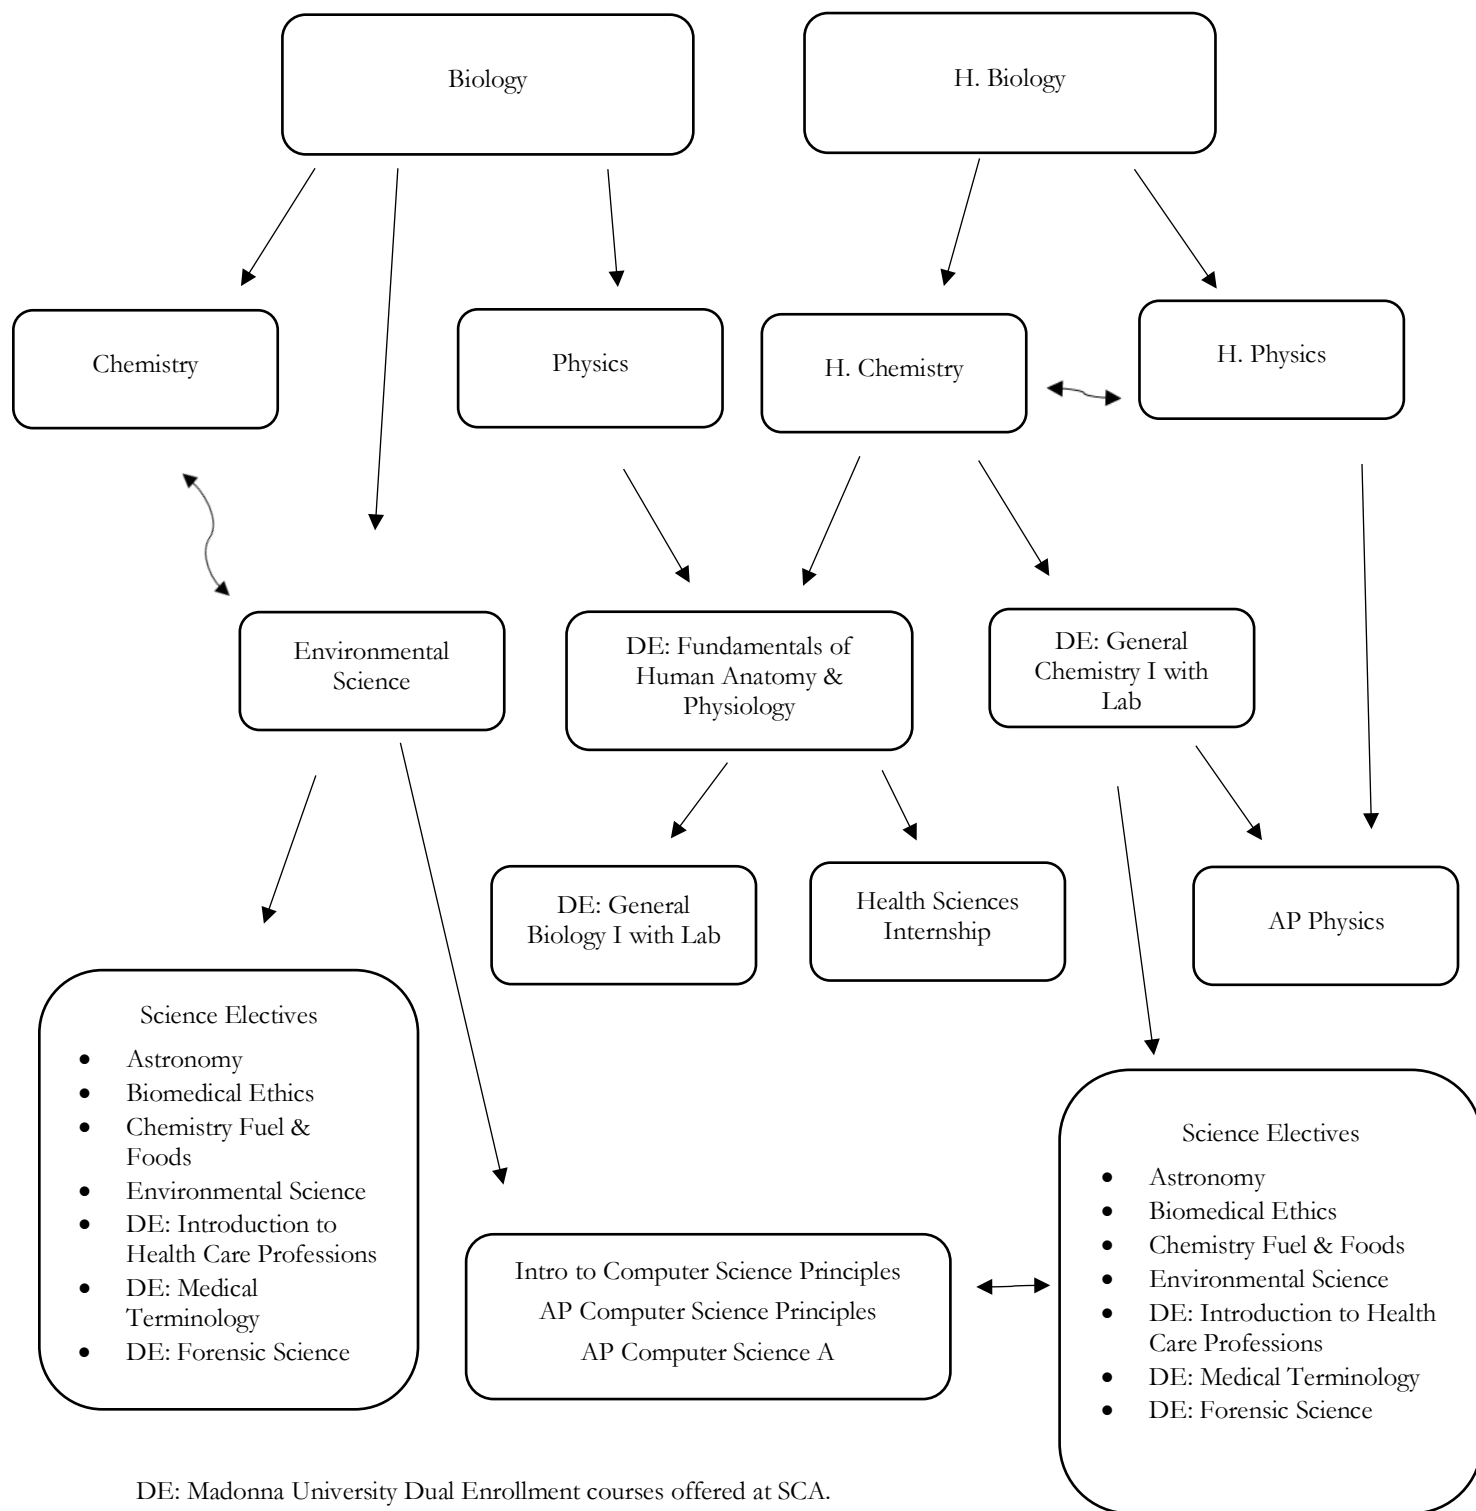 Biology
H. Biology
Chemistry
Physics
H. Chemistry
H. Physics
Environmental
Science
DE: Fundamentals of
Human Anatomy &
Physiology
DE: General
Chemistry I with
Lab
DE: General
Biology I with Lab
Health Sciences
Internship
AP Physics
Science Electives
• Astronomy
• Biomedical Ethics
• Chemistry Fuel &
Foods
• Environmental Science
• DE: Introduction to
Health Care Professions
• DE: Medical
Terminology
• DE: Forensic Science
Intro to Computer Science Principles
AP Computer Science Principles
AP Computer Science A
Science Electives
• Astronomy
• Biomedical Ethics
• Chemistry Fuel & Foods
• Environmental Science
• DE: Introduction to Health
Care Professions
• DE: Medical Terminology
• DE: Forensic Science
DE: Madonna University Dual Enrollment courses offered at SCA.